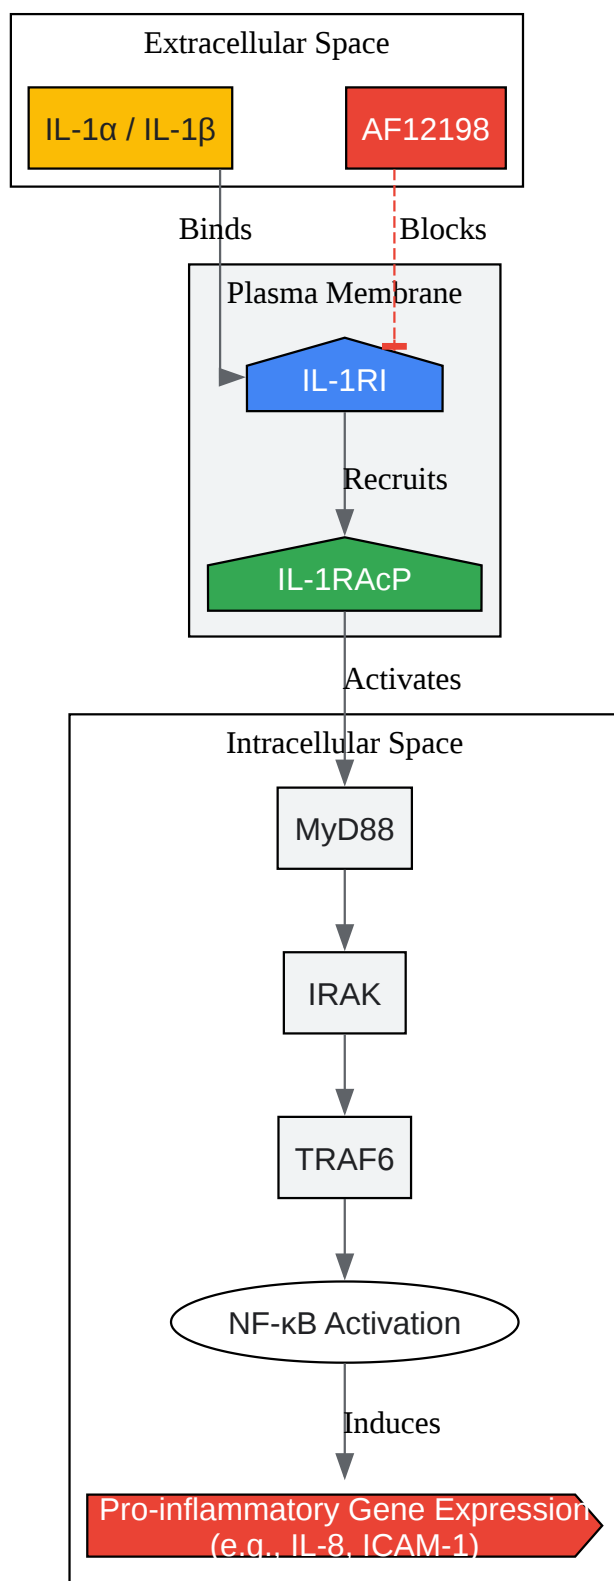 Extracellular Space
IL-1α / IL-1β
AF12198
Binds
Blocks
Plasma Membrane
IL-1RI
Recruits
IL-1RAcP
Activates
Intracellular Space
MyD88
IRAK
TRAF6
NF-κB Activation
Induces
Pro-inflammatory Gene Expression
(e.g., IL-8, ICAM-1)